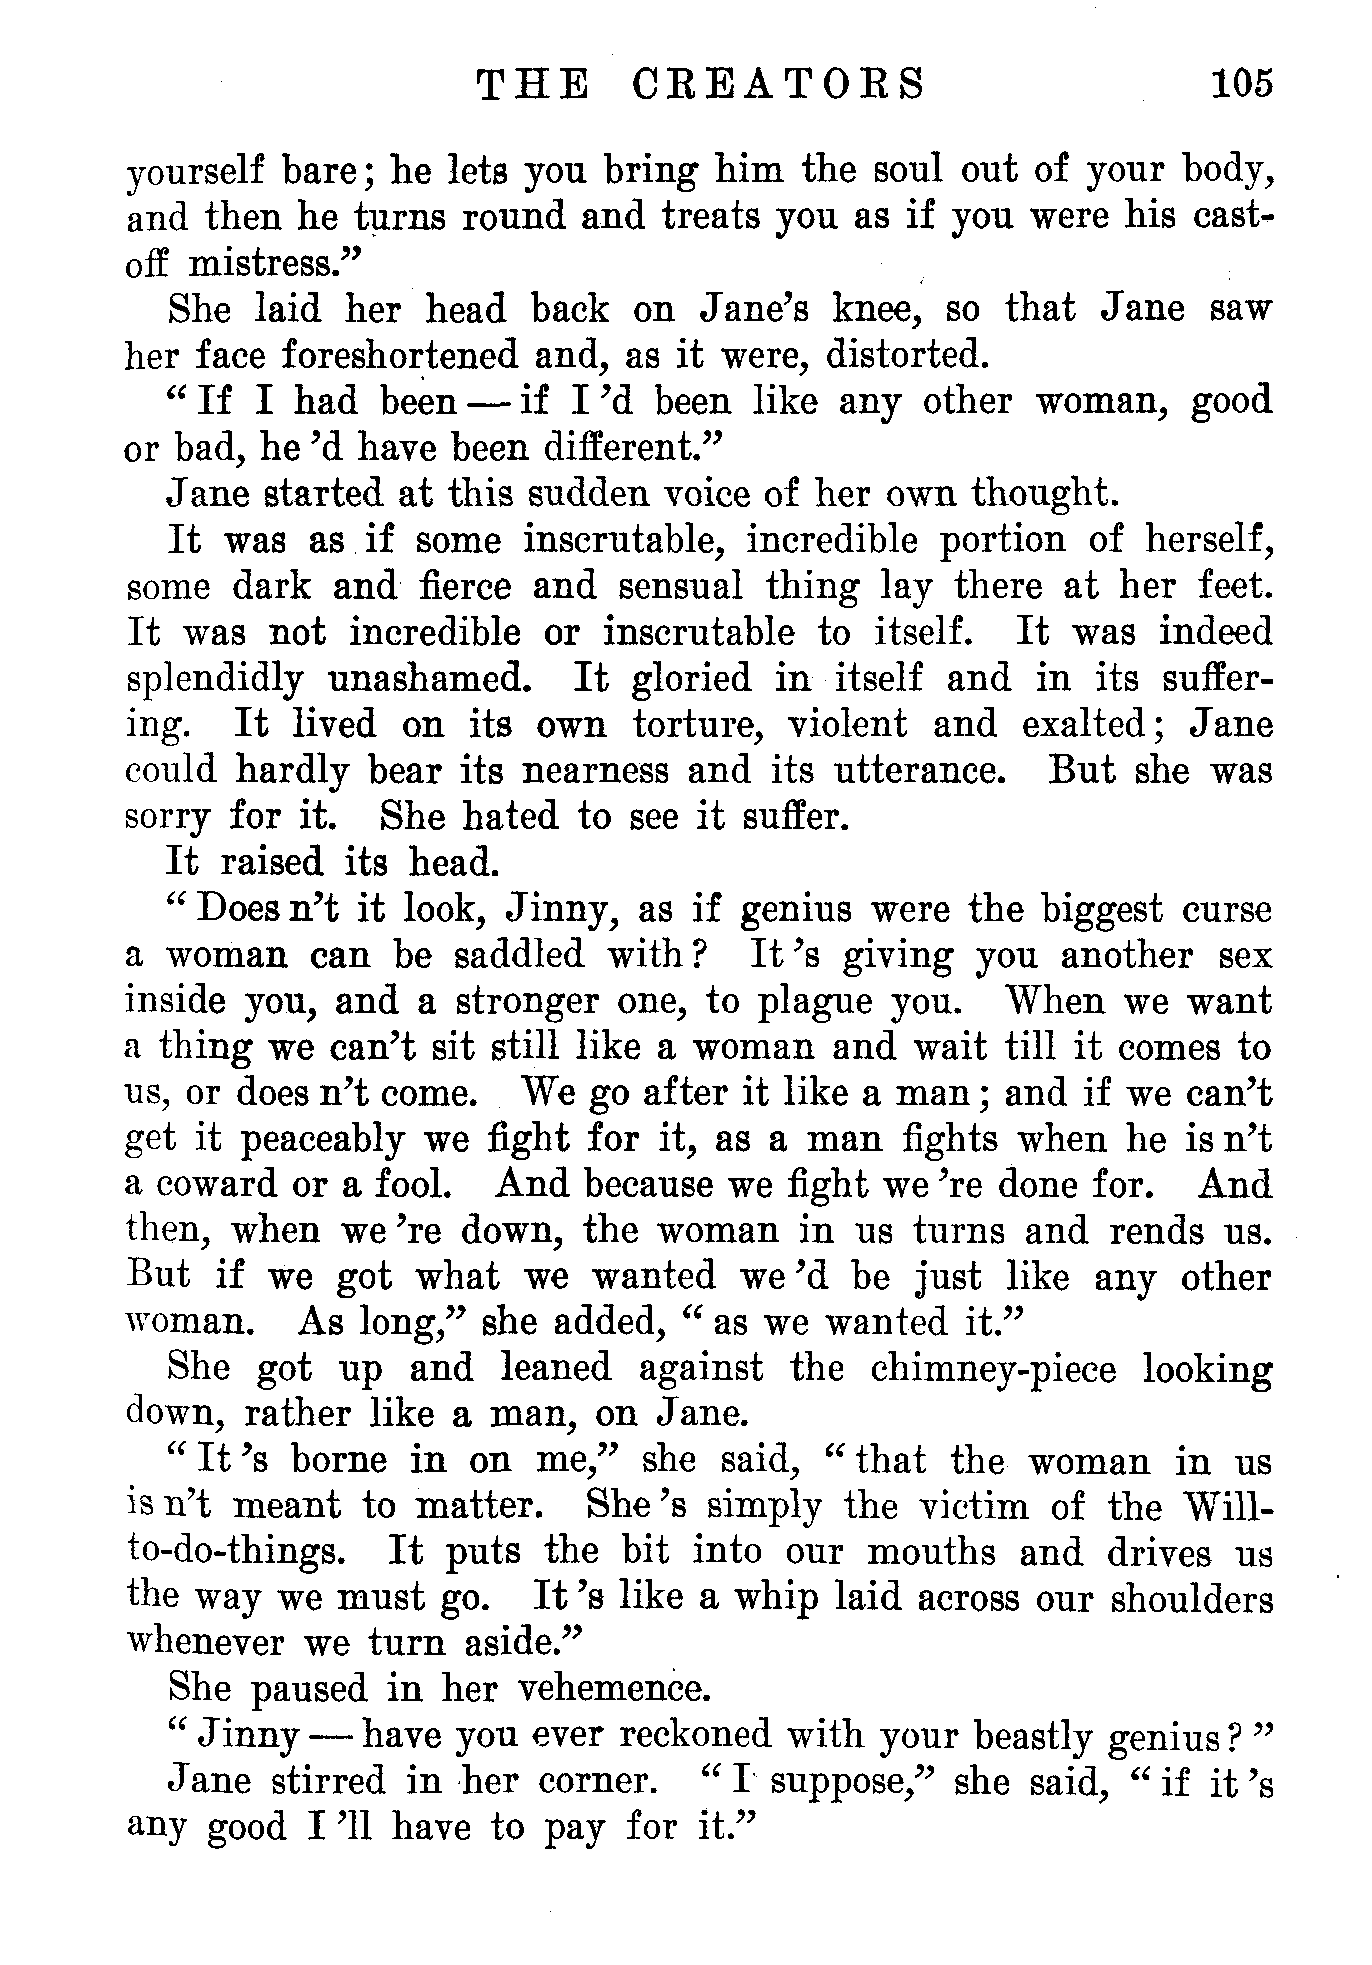 THE CREATORS 105
yourself bare; he lets you bring him the soul out of your body,
and then he turns round and treats you as if you were his cast-
off mistress.”
She laid her head back on Jane’s knee, so that Jane saw
her face foreshortened and, as it were, distorted.
“ If I had been — if I ’d been like any other woman, good
or bad, he ’d have been different.”
Jane started at this sudden voice of her own thought.
It was as if some inscrutable, incredible portion of herself,
some dark and fierce and sensual thing lay there at her feet.
It was not incredible or inscrutable to itself. It was indeed
splendidly unashamed. It gloried in itself and in its suffer-
ing. It lived on its own torture, violent and exalted; Jane
could hardly bear its nearness and its utterance. But she was
sorry for it. She hated to see it suffer.
It raised its head.
“ Does n’t it look, Jinny, as if genius were the biggest curse
a woman can be saddled with? It ’s giving you another sex
inside you, and a stronger one, to plague you. When we want
a thing we can’t sit still like a woman and wait till it comes to
us, or does n’t come. We go after it like a man; and if we can’t
get it peaceably we fight for it, as a man fights when he is n’t
a coward or a fool. And because we fight we ’re done for. And
then, when we ’re down, the woman in us turns and rends us.
But if we got what we wanted we ’d be just like any other
woman. As long,” she added, “ as we wanted it.”
She got up and leaned against the chimney-piece looking
down, rather like a man, on Jane.
“ It ’s borne in on me,” she said, “ that the woman in us
is n’t meant to matter. She ’s simply the victim of the Will-
to-do-things. It puts the bit into our mouths and drives us
the way we must go. It ’s like a whip laid across our shoulders
whenever we turn aside.”
She paused in her vehemence.
“ Jinny — have you ever reckoned with your beastly genius? ”
Jane stirred in her corner. “ I suppose,” she said, “ if it ’s
any good I ’ll have to pay for it.”